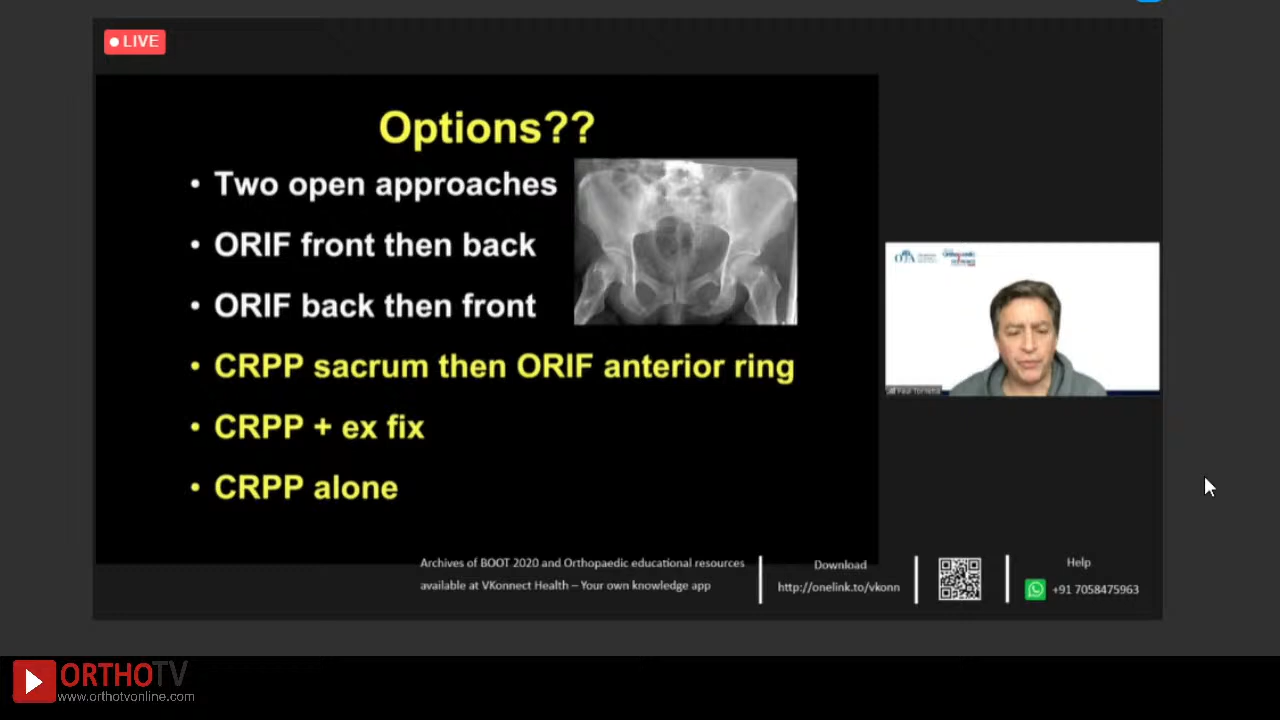 LIVE
Options??
• Two open approaches
• ORIF front then back
• ORIF back then front
• CRPP sacrum then ORIF anterior ring
• CRPP + ex fix
• CRPP alone
OTA
Archives of BOOT 2020 and Orthopaedic educational resources
available at VKonnect Health – Your own knowledge app
Download
http://onelink.to/vkonn
Help
+91 7058475963
ORTHOTV
www.orthotvonline.com